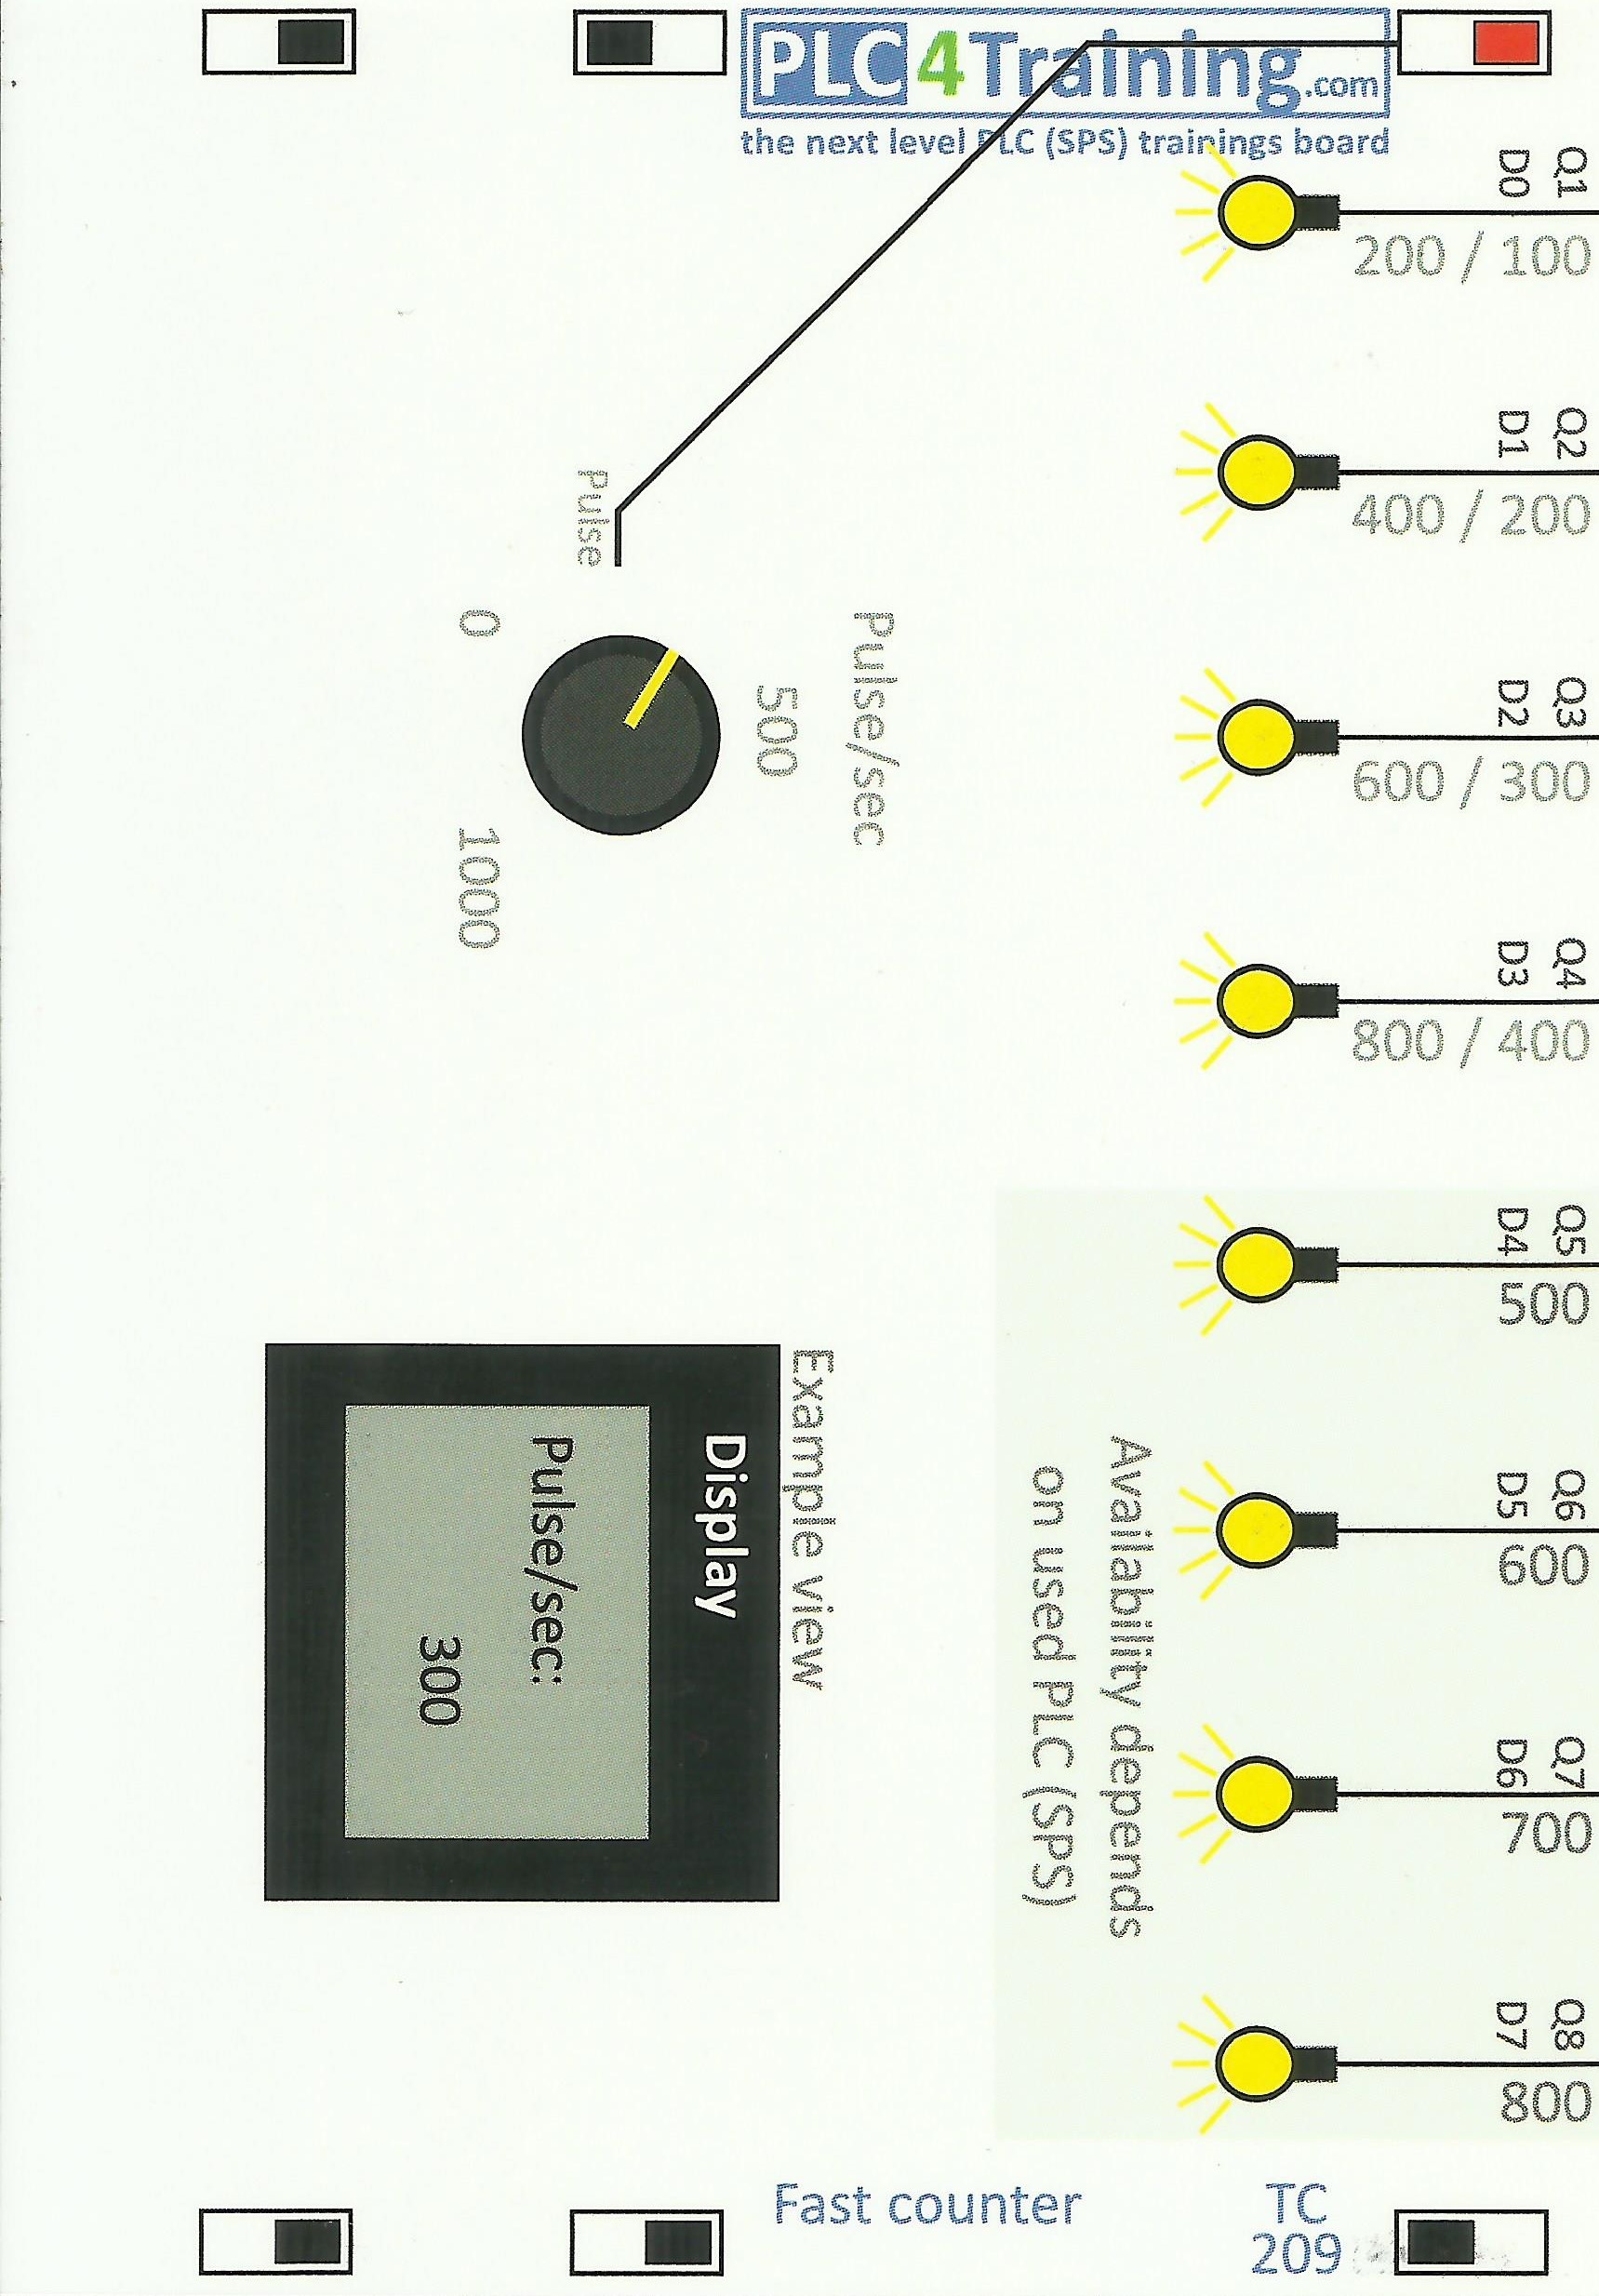 Q1
D0
200 / 100
Q2
D1
400 / 200
Q3
D2
600 / 300
Q4
D3
800 / 400
Q5
D4
500
Q6
D5
600
Q7
D6
700
Q8
D7
800
PLC4Training.com
the next level PLC (SPS) trainings board
TC
209
Fast counter
Availability depends
on used PLC (SPS)
Pulse/sec
500
Pulse
0
1000
Example view
Display
Pulse/sec:
300